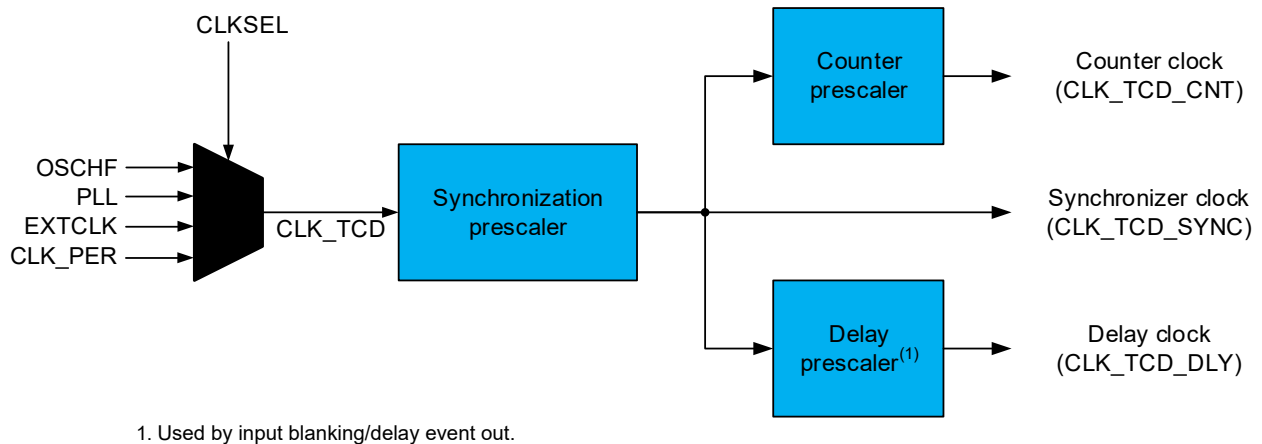 CLKSEL
OSCHF
PLL
EXTCLK
CLK_PER
CLK_TCD
Synchronization
prescaler
Counter
prescaler
Counter clock
(CLK_TCD_CNT)
Synchronizer clock
(CLK_TCD_SYNC)
Delay
prescaler(1)
Delay clock
(CLK_TCD_DLY)
1. Used by input blanking/delay event out.